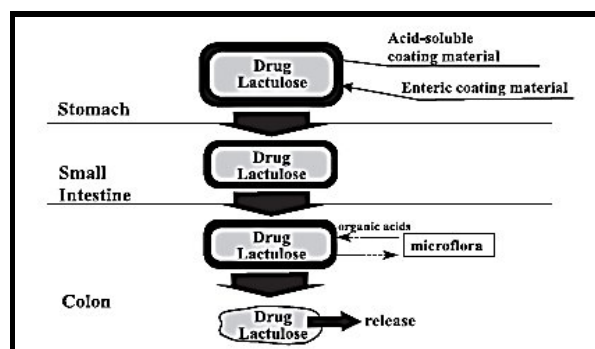 Drug
Lactulose
Acid-soluble
coating material
Enteric coating material
Stomach
Drug
Lactulose
Small
Intestine
Drug
Lactulose
organic acids
microflora
Colon
Drug
Lactulose
release